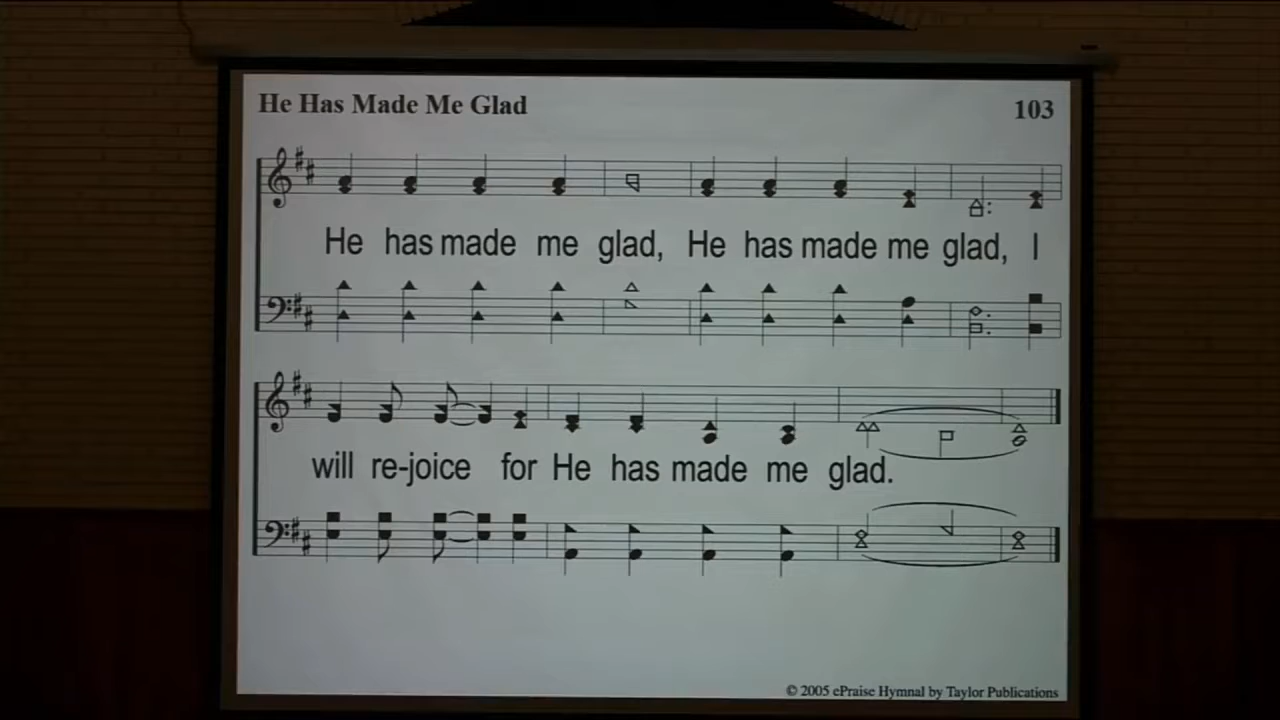 He Has Made Me Glad 103
He has made me glad, He has made me glad, I
will re-joice for He has made me glad.
© 2005 ePraise Hymnal by Taylor Publications